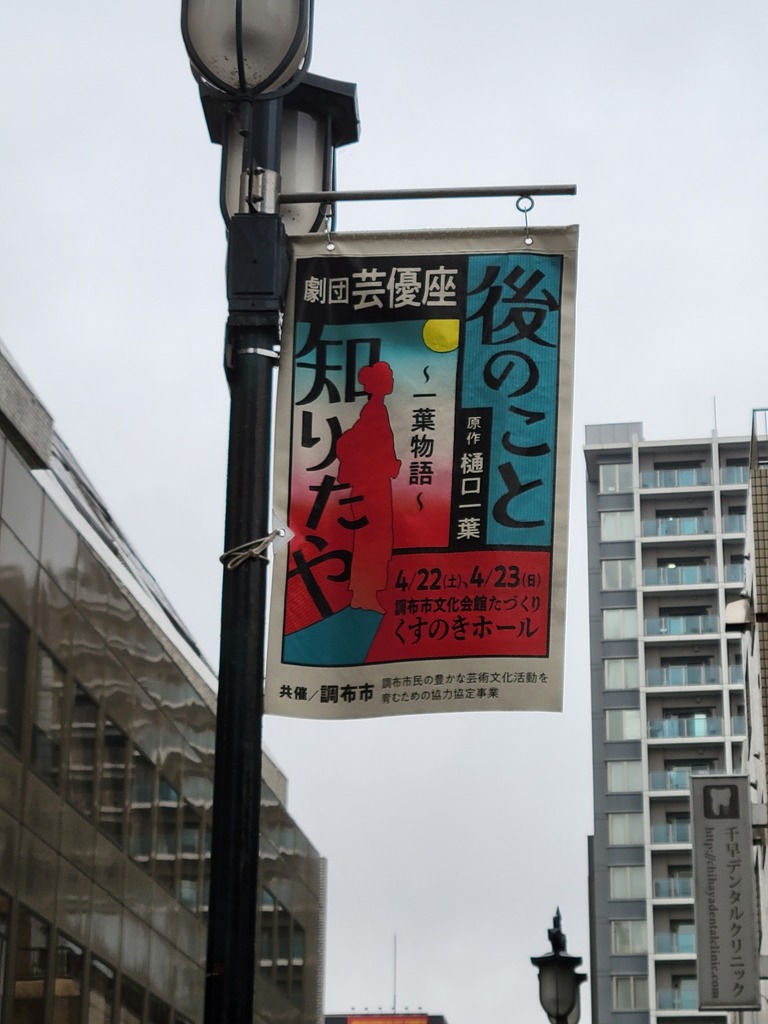 劇団芸優座
後のこと
知りたや
～一葉物語～
原作 樋口一葉
4/22(土)、4/23(日)
調布市文化会館たづくり
くすのきホール
共催／調布市
調布市民の豊かな芸術文化活動を
育むための協力協定事業
千早デンタルクリニック
http://chihayadentalclinic.com